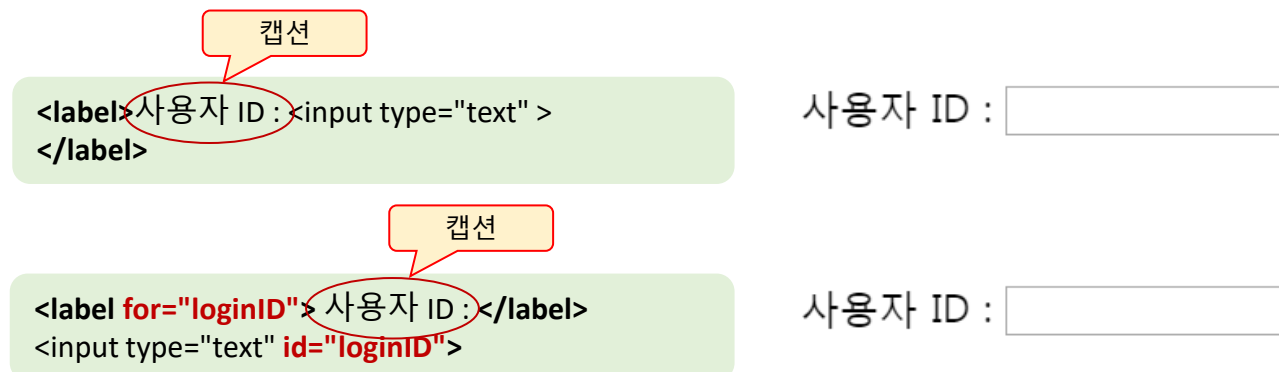 캡션
<label>사용자 ID : <input type="text" >
</label>
사용자 ID :
캡션
<label for="loginID"> 사용자 ID : </label>
<input type="text" id="loginID">
사용자 ID :